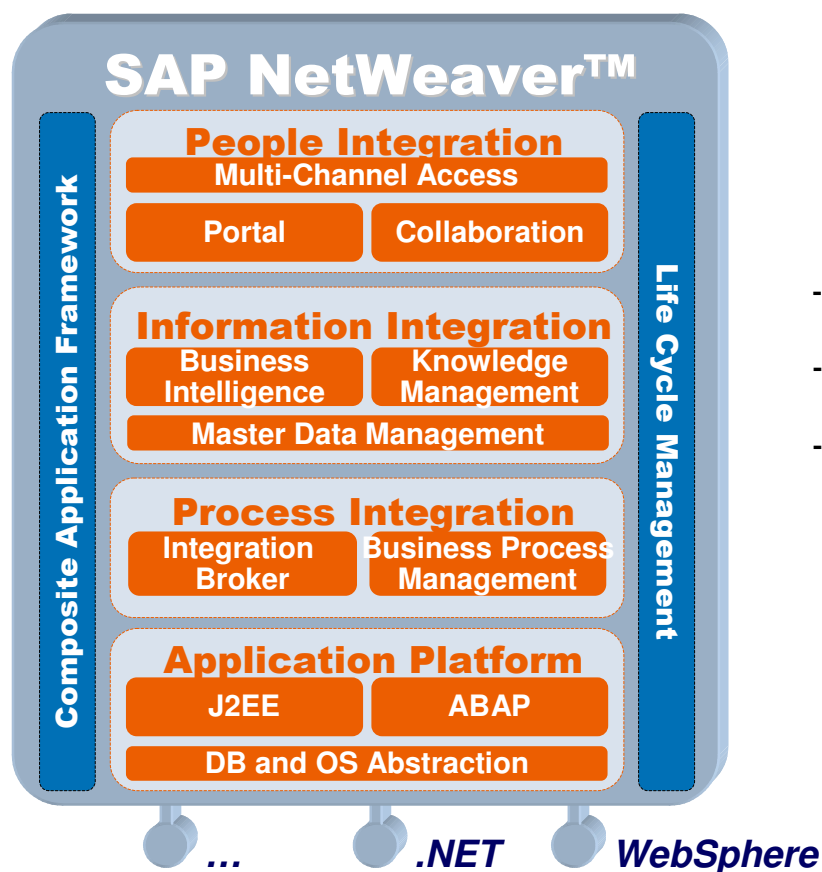 SAP NetWeaver™
People Integration
Multi-Channel Access
Portal
Collaboration
Information Integration
Business
Intelligence
Knowledge
Management
Master Data Management
Process Integration
Integration
Broker
Business Process
Management
Application Platform
J2EE
ABAP
DB and OS Abstraction
Composite Application Framework
Life Cycle Management
-
-
-
...
.NET
WebSphere